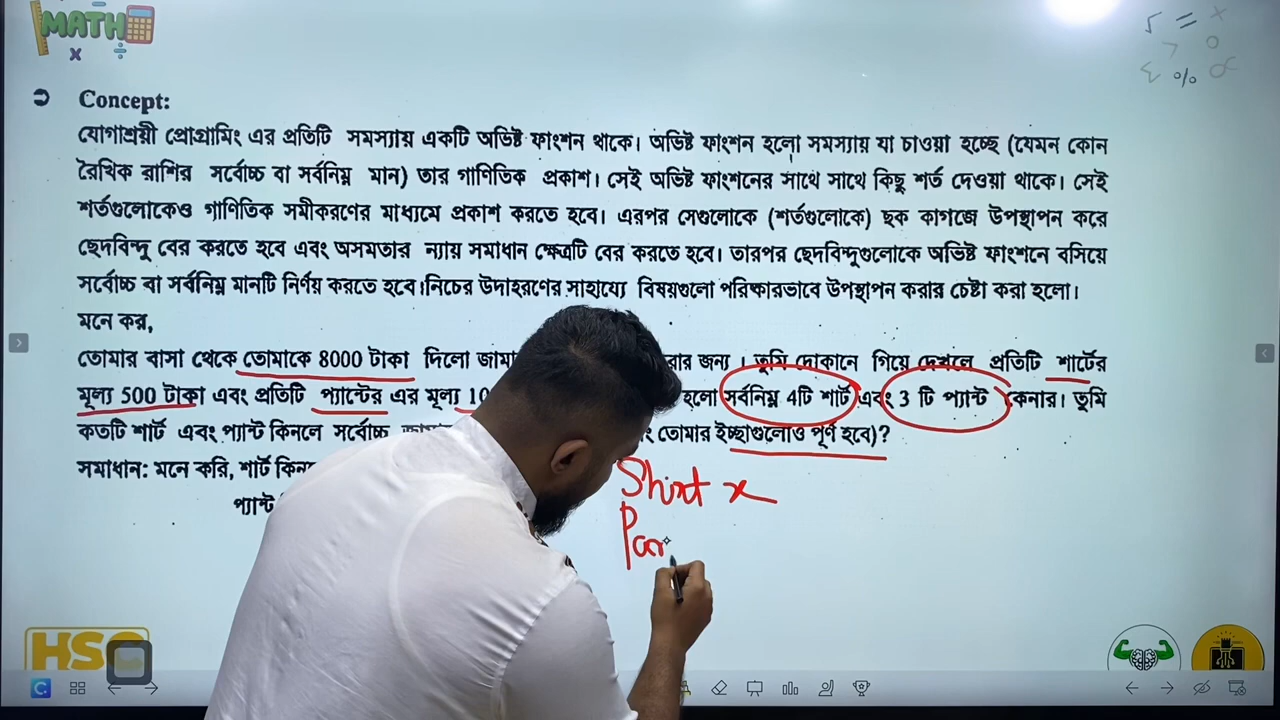 MATH
Concept:
যোগাশ্রয়ী প্রোগ্রামিং এর প্রতিটি সমস্যায় একটি অভিষ্ট ফাংশন থাকে। অভিষ্ট ফাংশন হলো সমস্যায় যা চাওয়া হচ্ছে (যেমন কোন
রৈখিক রাশির সর্বোচ্চ বা সর্বনিম্ন মান) তার গাণিতিক প্রকাশ। সেই অভিষ্ট ফাংশনের সাথে সাথে কিছু শর্ত দেওয়া থাকে। সেই
শর্তগুলোকেও গাণিতিক সমীকরণের মাধ্যমে প্রকাশ করতে হবে। এরপর সেগুলোকে (শর্তগুলোকে) ছক কাগজে উপস্থাপন করে
ছেদবিন্দু বের করতে হবে এবং অসমতার ন্যায় সমাধান ক্ষেত্রটি বের করতে হবে। তারপর ছেদবিন্দুগুলোকে অভিষ্ট ফাংশনে বসিয়ে
সর্বোচ্চ বা সর্বনিম্ন মানটি নির্ণয় করতে হবে।নিচের উদাহরণের সাহায্যে বিষয়গুলো পরিষ্কারভাবে উপস্থাপন করার চেষ্টা করা হলো।
মনে কর,
তোমার বাসা থেকে তোমাকে 8000 টাকা দিলো জন্য । তুমি দোকানে গিয়ে দেখলে প্রতিটি শার্টের
মূল্য 500 টাকা এবং প্রতিটি প্যান্টের এর মূল্য হলো সর্বনিম্ন 4টি শার্ট এবং 3 টি প্যান্ট কেনার। তুমি
কতটি শার্ট এবং প্যান্ট কিনলে সর্বোচ্চ তোমার ইচ্ছাগুলোও পূর্ণ হবে)?
সমাধান: মনে করি, শার্ট
Shirt x
HSC